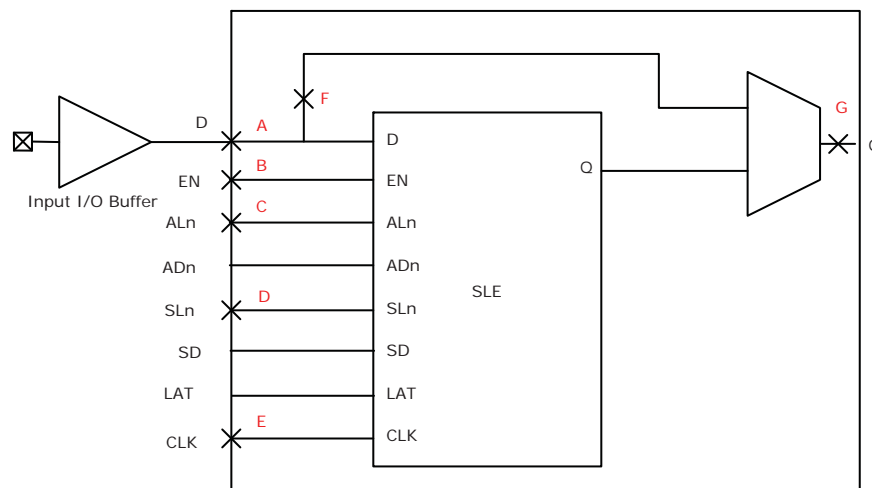 D
A
F
G
Input I/O Buffer
EN
B
ALn
C
ADn
SLn
D
SD
LAT
CLK
E
D
EN
ALn
ADn
SLn
SD
LAT
CLK
SLE
Q